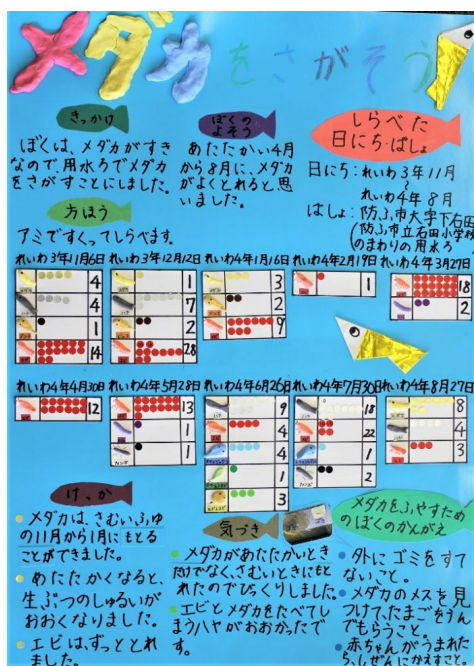 メダカをさがそう
きっかけ
ぼくは、メダカがすき
なので、用水ろでメダカ
をさがすことにしました。
ぼくの
よそう
あたたかい4月
から8月に、メダカ
がよくとれると思
いました。
しらべた
日にち・ばしょ
日にち:れいわ3年11月
〜
れいわ4年8月
ばしょ:防ふ市大字下右田
(防ふ市立右田小学校
のまわりの用水ろ)
方ほう
アミですくってしらべます。
れいわ3年11月6日
4
4
1
14
れいわ3年12月12日
1
7
2
28
れいわ4年1月16日
3
2
9
れいわ4年2月19日
1
れいわ4年3月27日
18
2
れいわ4年4月30日
12
れいわ4年5月28日
13
1
1
れいわ4年6月26日
9
4
4
1
3
れいわ4年7月30日
18
22
1
2
れいわ4年8月27日
8
4
3
けっか
メダカは、さむいふゆ
の11月から1月にもとる
ことができました。
あたたかくなると、
生ぶつのしゅるいが
おおくなりました。
エビは、ずっととれ
ました。
気づき
メダカがあたたかいとき
だけでなく、さむいときにもと
れたのでびっくりしました。
エビとメダカをたべてし
まうハヤがおおかったで
す。
メダカをふやすため
のぼくのかんがえ
外にゴミをすて
ないこと。
メダカのメスを見
つけて、たまごをうん
でもらうこと。
赤ちゃんがうまれた
ら、しぜんにかえすこと。